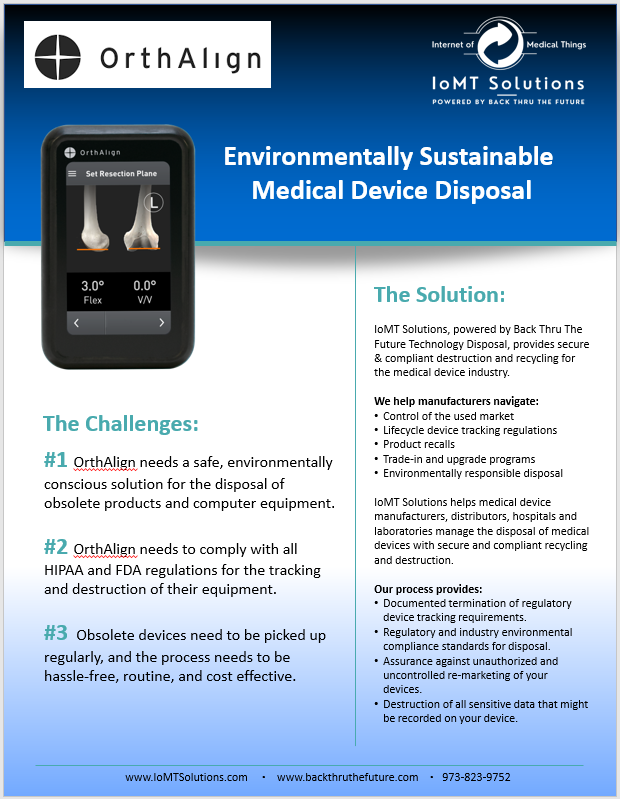 OrthAlign
Internet of Medical Things
IoMT Solutions
POWERED BY BACK THRU THE FUTURE
Environmentally Sustainable
Medical Device Disposal
OrthAlign
Set Resection Plane
L
3.0° 0.0°
Flex V/V
The Challenges:
#1 OrthAlign needs a safe, environmentally
conscious solution for the disposal of
obsolete products and computer equipment.
#2 OrthAlign needs to comply with all
HIPAA and FDA regulations for the tracking
and destruction of their equipment.
#3 Obsolete devices need to be picked up
regularly, and the process needs to be
hassle-free, routine, and cost effective.
The Solution:
IoMT Solutions, powered by Back Thru The
Future Technology Disposal, provides secure
& compliant destruction and recycling for
the medical device industry.
We help manufacturers navigate:
• Control of the used market
• Lifecycle device tracking regulations
• Product recalls
• Trade-in and upgrade programs
• Environmentally responsible disposal
IoMT Solutions helps medical device
manufacturers, distributors, hospitals and
laboratories manage the disposal of medical
devices with secure and compliant recycling
and destruction.
Our process provides:
• Documented termination of regulatory
device tracking requirements.
• Regulatory and industry environmental
compliance standards for disposal.
• Assurance against unauthorized and
uncontrolled re-marketing of your
devices.
• Destruction of all sensitive data that might
be recorded on your device.
www.IoMTSolutions.com • www.backthruthefuture.com • 973-823-9752